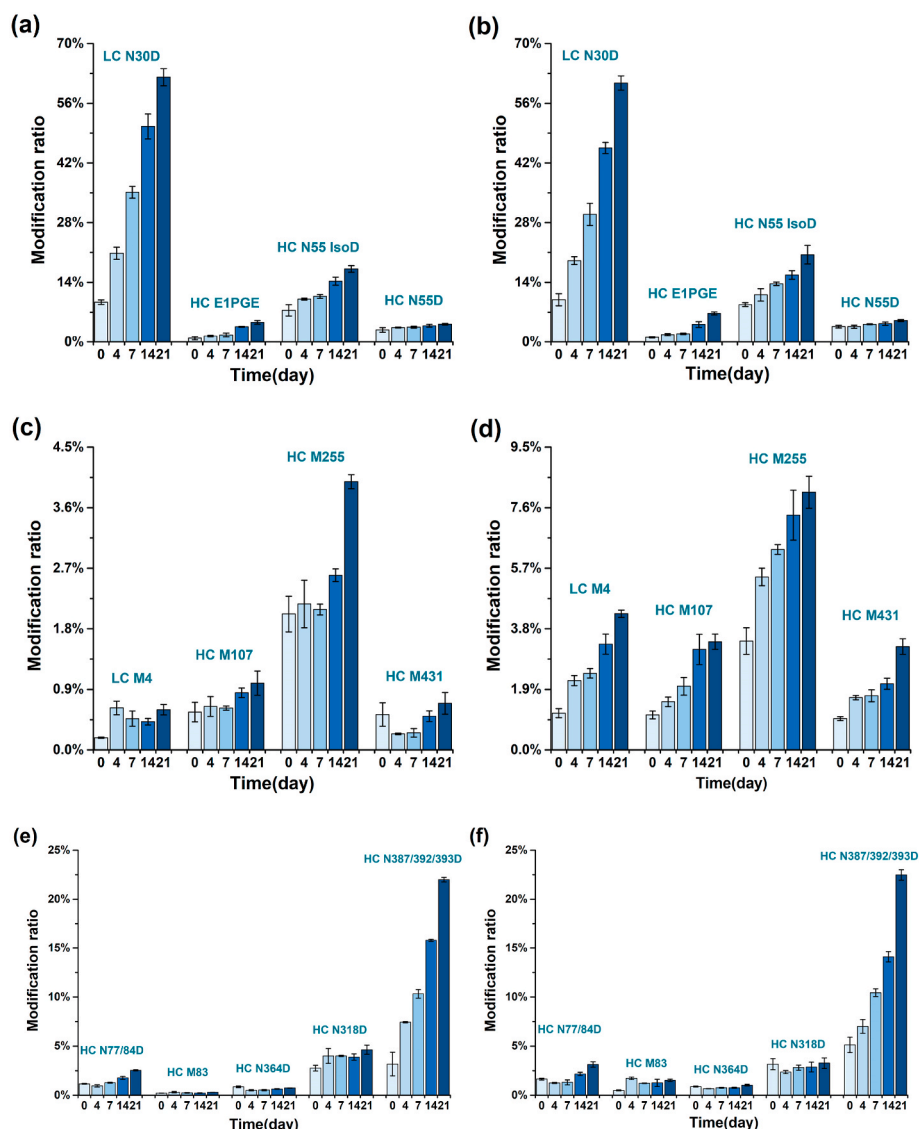 (a)
70%
56%
42%
28%
14%
0%
Modification ratio
LC N30D
HC E1PGE
HC N55 IsoD
HC N55D
0 4 7 1421 0 4 7 1421 0 4 7 1421 0 4 7 1421
Time(day)
(b)
70%
56%
42%
28%
14%
0%
Modification ratio
LC N30D
HC E1PGE
HC N55 IsoD
HC N55D
0 4 7 1421 0 4 7 1421 0 4 7 1421 0 4 7 1421
Time(day)
(c)
4.5%
3.6%
2.7%
1.8%
0.9%
0.0%
Modification ratio
LC M4
HC M107
HC M255
HC M431
0 4 7 1421 0 4 7 1421 0 4 7 1421 0 4 7 1421
Time(day)
(d)
9.5%
7.6%
5.7%
3.8%
1.9%
0.0%
Modification ratio
LC M4
HC M107
HC M255
HC M431
0 4 7 1421 0 4 7 1421 0 4 7 1421 0 4 7 1421
Time(day)
(e)
25%
20%
15%
10%
5%
0%
Modification ratio
HC N77/84D
HC M83
HC N364D
HC N318D
HC N387/392/393D
0 4 7 1421 0 4 7 1421 0 4 7 1421 0 4 7 1421 0 4 7 1421
Time(day)
(f)
25%
20%
15%
10%
5%
0%
Modification ratio
HC N77/84D
HC M83
HC N364D
HC N318D
HC N387/392/393D
0 4 7 1421 0 4 7 1421 0 4 7 1421 0 4 7 1421 0 4 7 1421
Time(day)